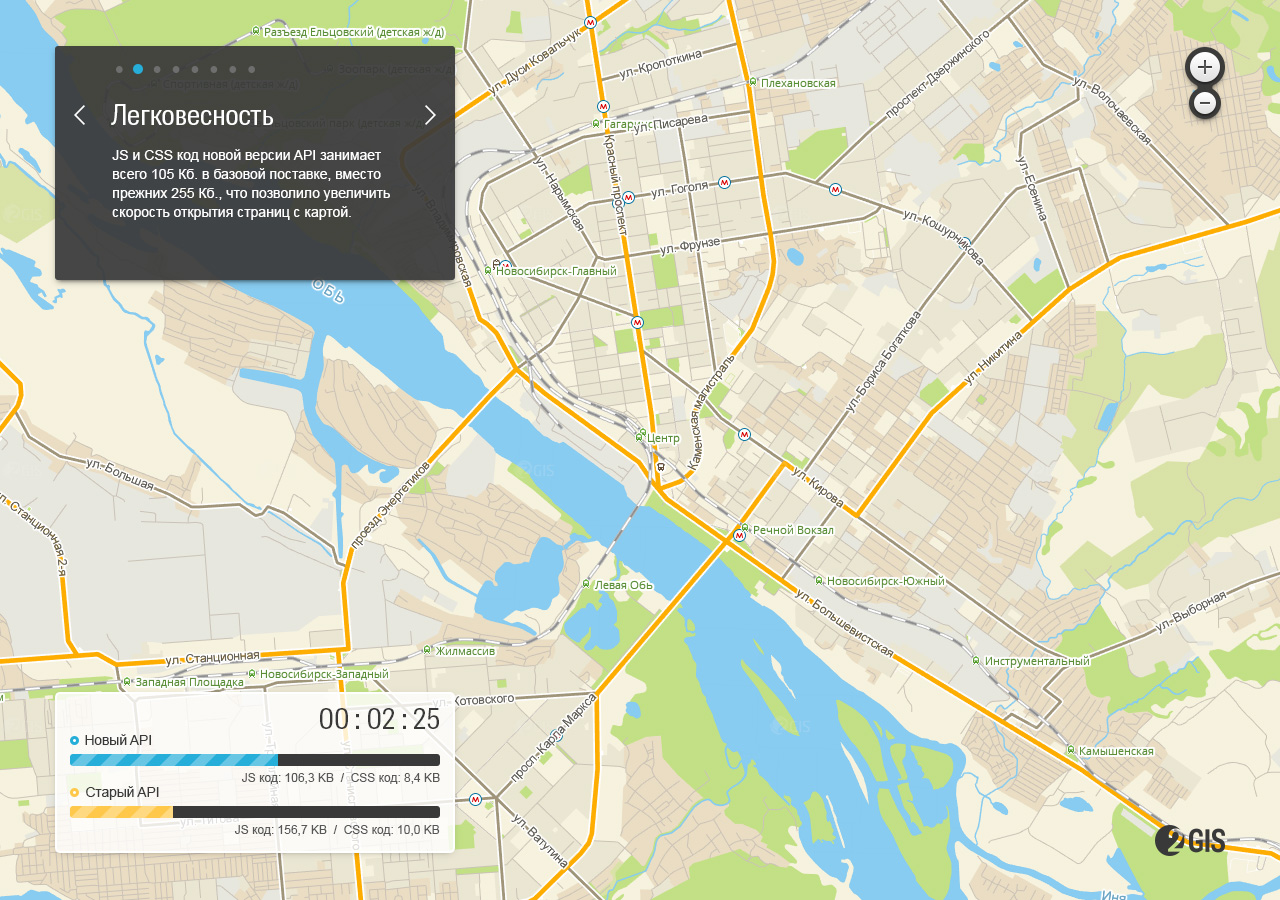 Разъезд Ельцовский (детская ж/д)
Легковесность
JS и CSS код новой версии API занимает
всего 105 Кб. в базовой поставке, вместо
прежних 255 Кб., что позволило увеличить
скорость открытия страниц с картой.
ул. Дуси Ковальчук
ул. Кропоткина
Плехановская
проспект Дзержинского
ул. Волочаевская
ул. Писарева
Красный проспект
ул. Нарымская
ул. Гоголя
ул. Есенина
ул. Кошурникова
ул. Фрунзе
Новосибирск-Главный
ОБЬ
ул. Никитина
ул. Бориса Богаткова
Каменская магистраль
Центр
ул. Большая
ул. Станционная 2-я
проезд Энергетиков
ул. Кирова
Речной Вокзал
Левая Обь
Новосибирск-Южный
ул. Выборная
ул. Большевистская
Жилмассив
ул. Станционная
Инструментальный
Новосибирск-Западный
Западная Площадка
Котовского
просп. Карла Маркса
Камышенская
ул. Ватутина
Иня
00 : 02 : 25
Новый API
JS код: 106,3 KB / CSS код: 8,4 KB
Старый API
JS код: 156,7 KB / CSS код: 10,0 KB
2GIS